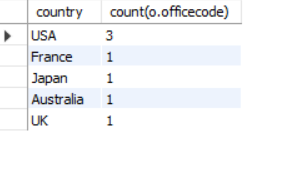 country count(o.officecode)
USA 3
France 1
Japan 1
Australia 1
UK 1